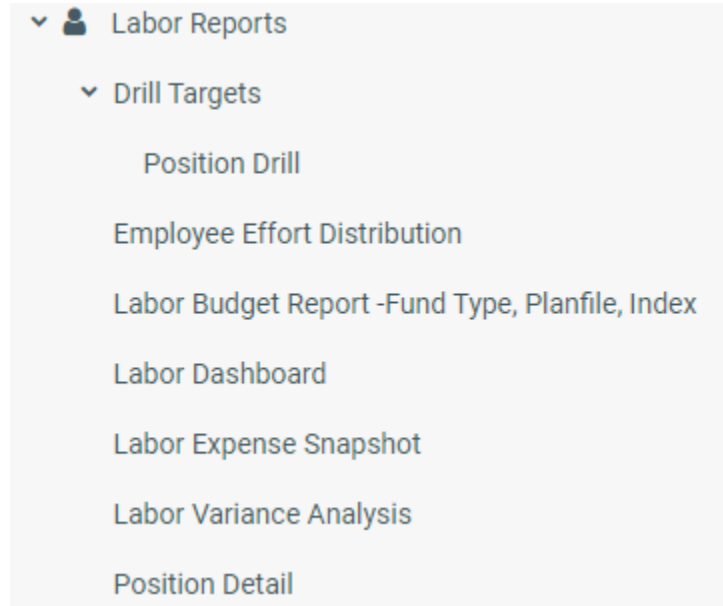 Labor Reports
Drill Targets
Position Drill
Employee Effort Distribution
Labor Budget Report -Fund Type, Planfile, Index
Labor Dashboard
Labor Expense Snapshot
Labor Variance Analysis
Position Detail